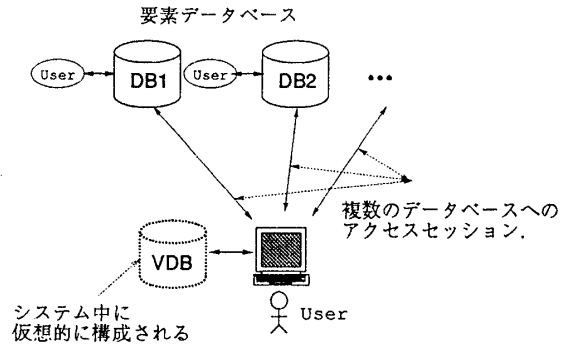 要素データベース
User
DB1
User
DB2
•••
複数のデータベースへの
アクセスセッション.
VDB
システム中に
仮想的に構成される
User